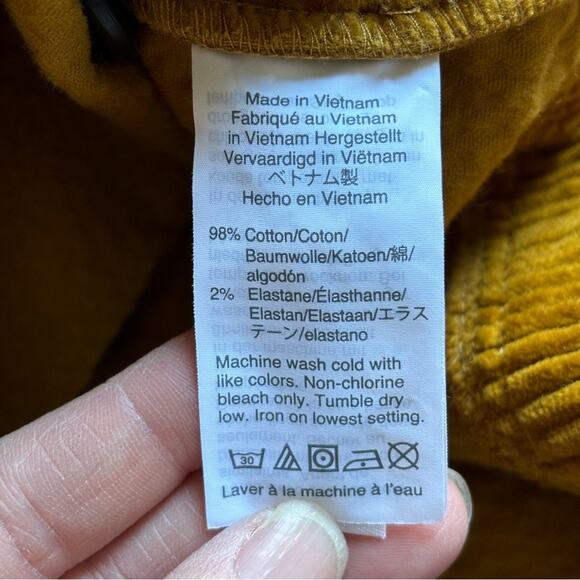 Made in Vietnam
Fabriqué au Vietnam
in Vietnam Hergestellt
Vervaardigd in Viëtnam
ベトナム製
Hecho en Vietnam
98% Cotton/Coton/
Baumwolle/Katoen/綿/
algodón
2% Elastane/Élasthanne/
Elastan/Elastaan/エラス
テーン/elastano
Machine wash cold with
like colors. Non-chlorine
bleach only. Tumble dry
low. Iron on lowest setting.
30
Laver à la machine à l'eau